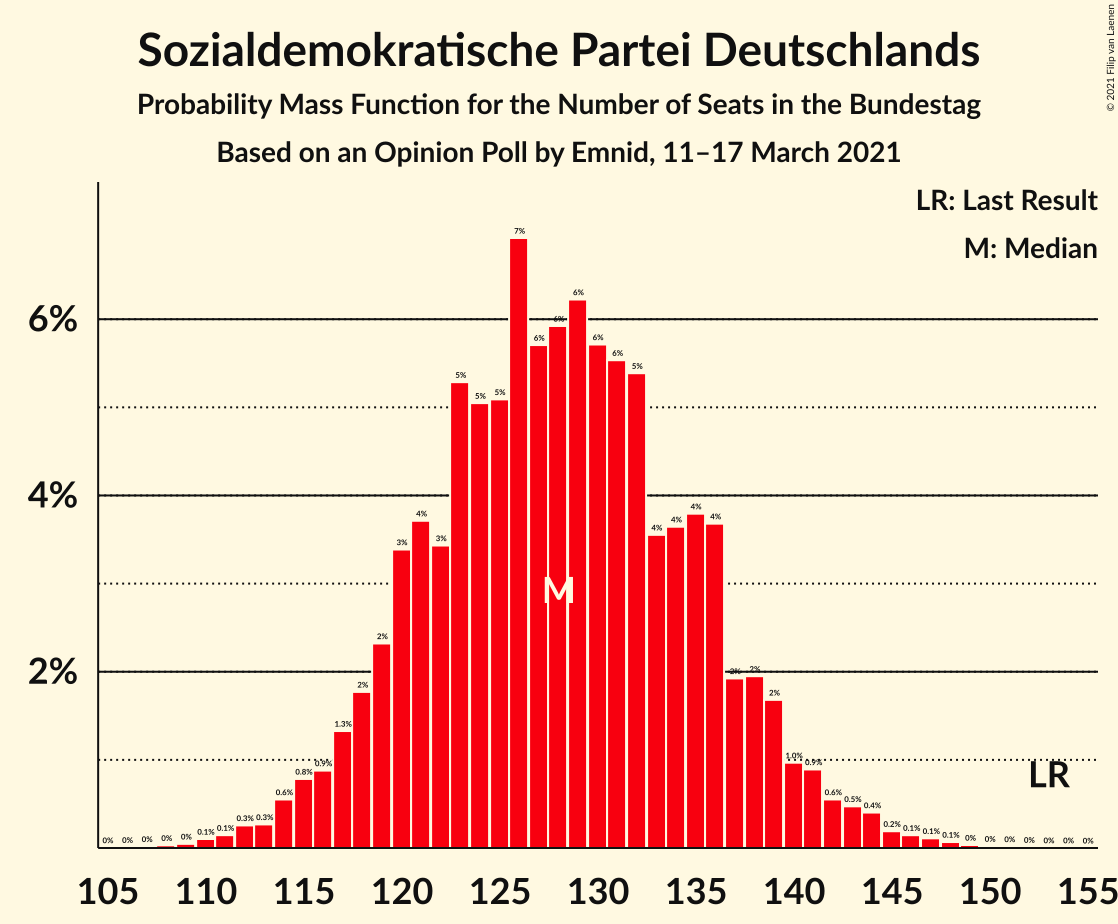 Sozialdemokratische Partei Deutschlands
Probability Mass Function for the Number of Seats in the Bundestag
Based on an Opinion Poll by Emnid, 11–17 March 2021
© 2021 Filip van Laenen
LR: Last Result
M: Median
6%
4%
2%
0% 0% 0% 0% 0% 0.1% 0.1% 0.3% 0.3% 0.6% 0.8% 0.9% 1.3% 2% 2% 3% 4% 3% 5% 5% 5% 7% 6% 6% 6% 6% 6% 5% 4% 4% 4% 4% 2% 2% 2% 1.0% 0.9% 0.6% 0.5% 0.4% 0.2% 0.1% 0.1% 0.1% 0% 0% 0% 0% 0% 0% 0%
M
LR
105 110 115 120 125 130 135 140 145 150 155